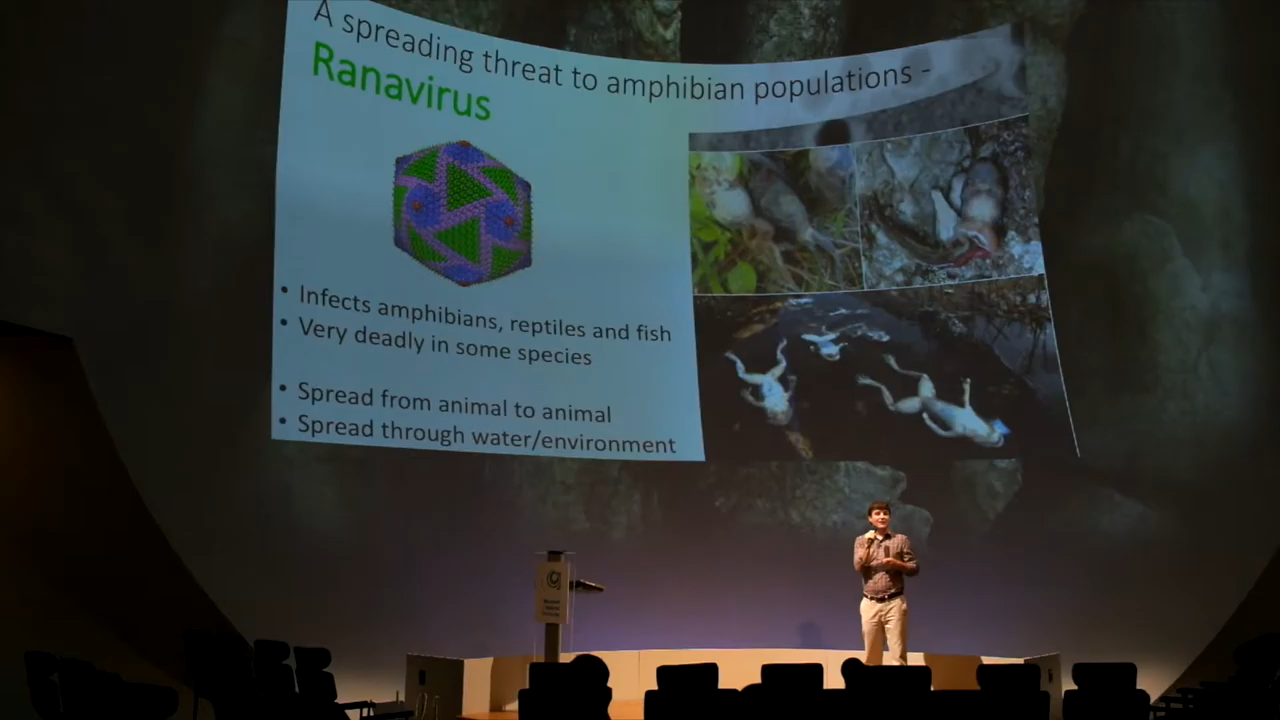 A spreading threat to amphibian populations -
Ranavirus
• Infects amphibians, reptiles and fish
• Very deadly in some species
• Spread from animal to animal
• Spread through water/environment